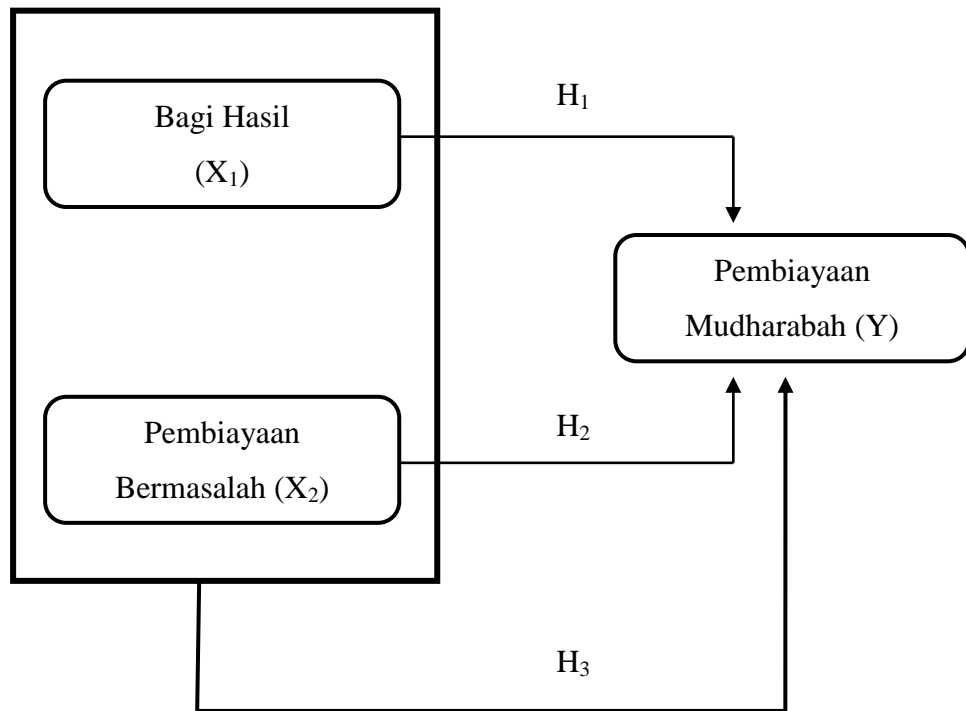 H₁
Bagi Hasil
(X₁)
Pembiayaan
Mudharabah (Y)
H₂
Pembiayaan
Bermasalah (X₂)
H₃